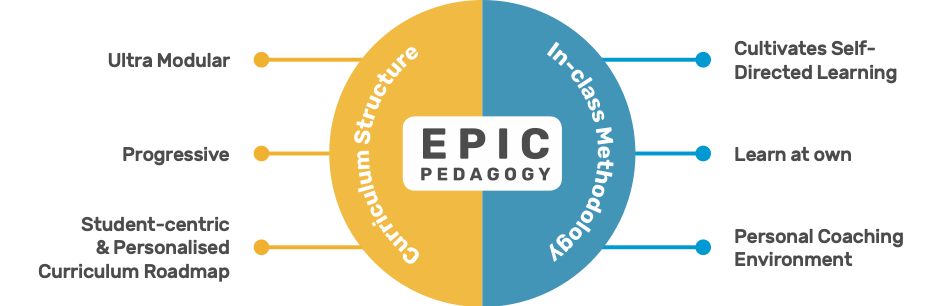 Ultra Modular
Progressive
Student-centric
& Personalised
Curriculum Roadmap
Curriculum Structure
EPIC
PEDAGOGY
In-class Methodology
Cultivates Self-
Directed Learning
Learn at own
Personal Coaching
Environment